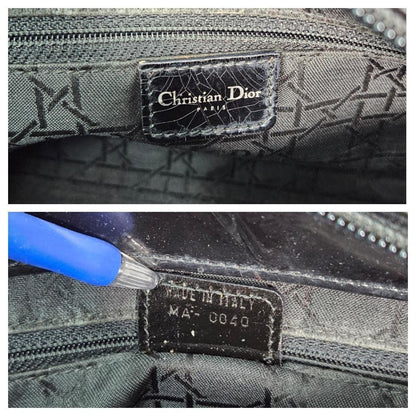 Christian Dior
PARIS
MADE IN ITALY
MA-0040